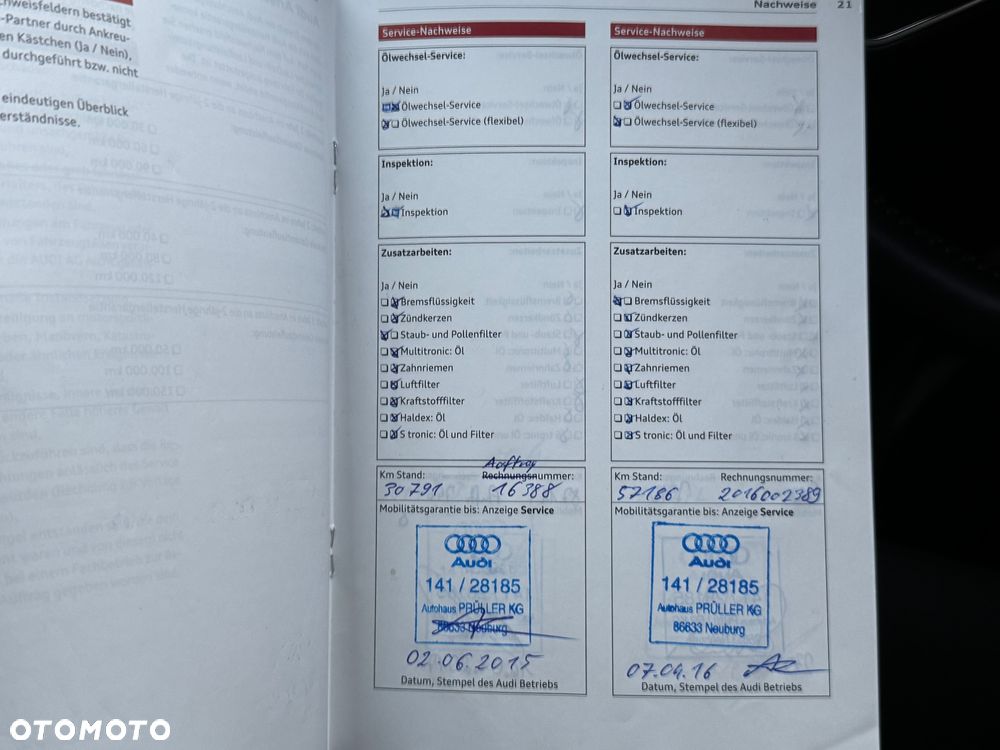 Nachweise 21
hweisfeldern bestätigt
-Partner durch Ankreu-
en Kästchen (Ja / Nein),
durchgeführt bzw. nicht
eindeutigen Überblick
erständnisse.
Service-Nachweise
Ölwechsel-Service:
Ja / Nein
Ölwechsel-Service
Ölwechsel-Service (flexibel)
Inspektion:
Ja / Nein
Inspektion
Zusatzarbeiten:
Ja / Nein
Bremsflüssigkeit
Zündkerzen
Staub- und Pollenfilter
Multitronic: Öl
Zahnriemen
Luftfilter
Kraftstofffilter
Haldex: Öl
S tronic: Öl und Filter
Auftrag
Km Stand: Rechnungsnummer:
30791 16388
Mobilitätsgarantie bis: Anzeige Service
Audi
141 / 28185
Autohaus PRÜLLER KG
86633 Neuburg
02.06.2015
Datum, Stempel des Audi Betriebs
Service-Nachweise
Ölwechsel-Service:
Ja / Nein
Ölwechsel-Service
Ölwechsel-Service (flexibel)
Inspektion:
Ja / Nein
Inspektion
Zusatzarbeiten:
Ja / Nein
Bremsflüssigkeit
Zündkerzen
Staub- und Pollenfilter
Multitronic: Öl
Zahnriemen
Luftfilter
Kraftstofffilter
Haldex: Öl
S tronic: Öl und Filter
Km Stand: Rechnungsnummer:
57186 2016002389
Mobilitätsgarantie bis: Anzeige Service
Audi
141 / 28185
Autohaus PRÜLLER KG
86633 Neuburg
07.04.16
Datum, Stempel des Audi Betriebs
OTOMOTO